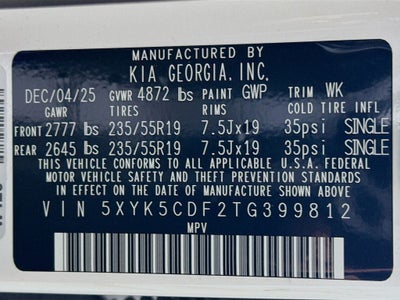 MANUFACTURED BY
KIA GEORGIA, INC.
DEC/04/25 GVWR 4872 lbs PAINT GWP TRIM WK
GAWR TIRES RIMS COLD TIRE INFL
FRONT 2777 lbs 235/55R19 7.5Jx19 35psi SINGLE
REAR 2645 lbs 235/55R19 7.5Jx19 35psi SINGLE
THIS VEHICLE CONFORMS TO ALL APPLICABLE U.S.A. FEDERAL
MOTOR VEHICLE SAFETY AND THEFT PREVENTION STANDARDS
IN EFFECT ON THE DATE OF MANUFACTURE SHOWN ABOVE.
VIN 5XYK5CDF2TG399812
MPV